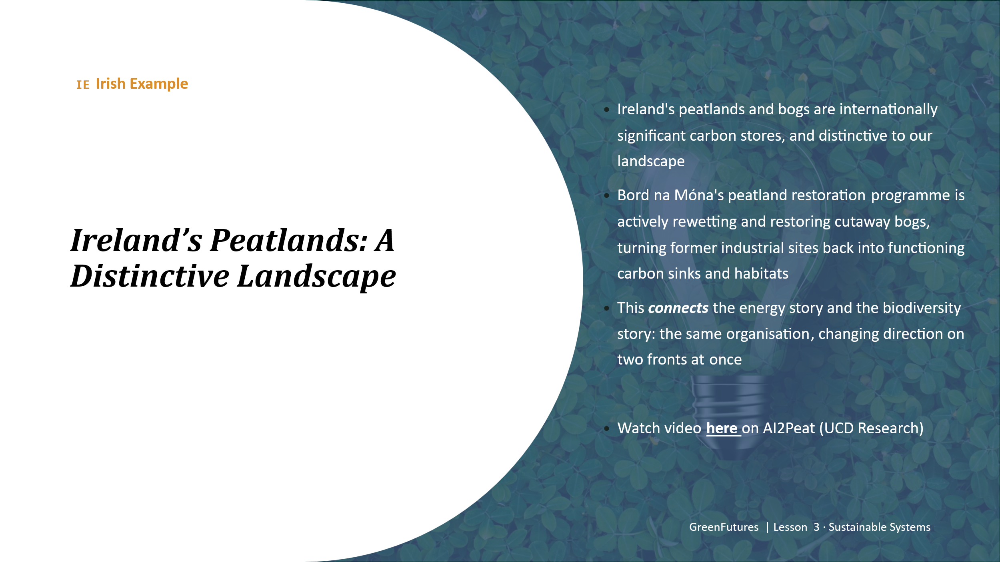 IE Irish Example
Ireland’s Peatlands: A
Distinctive Landscape
• Ireland's peatlands and bogs are internationally
significant carbon stores, and distinctive to our
landscape
• Bord na Móna's peatland restoration programme is
actively rewetting and restoring cutaway bogs,
turning former industrial sites back into functioning
carbon sinks and habitats
• This connects the energy story and the biodiversity
story: the same organisation, changing direction on
two fronts at once
• Watch video here on AI2Peat (UCD Research)
GreenFutures | Lesson 3 · Sustainable Systems